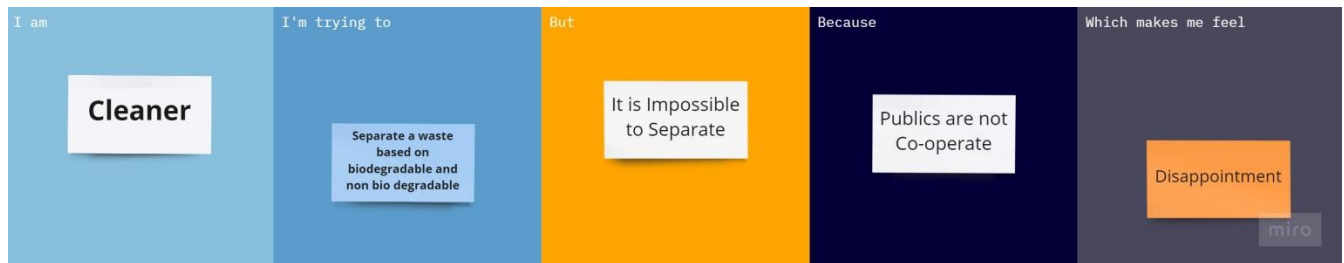 I am
Cleaner
I'm trying to
Separate a waste
based on
biodegradable and
non bio degradable
But
It is Impossible
to Separate
Because
Publics are not
Co-operate
Which makes me feel
Disappointment
miro